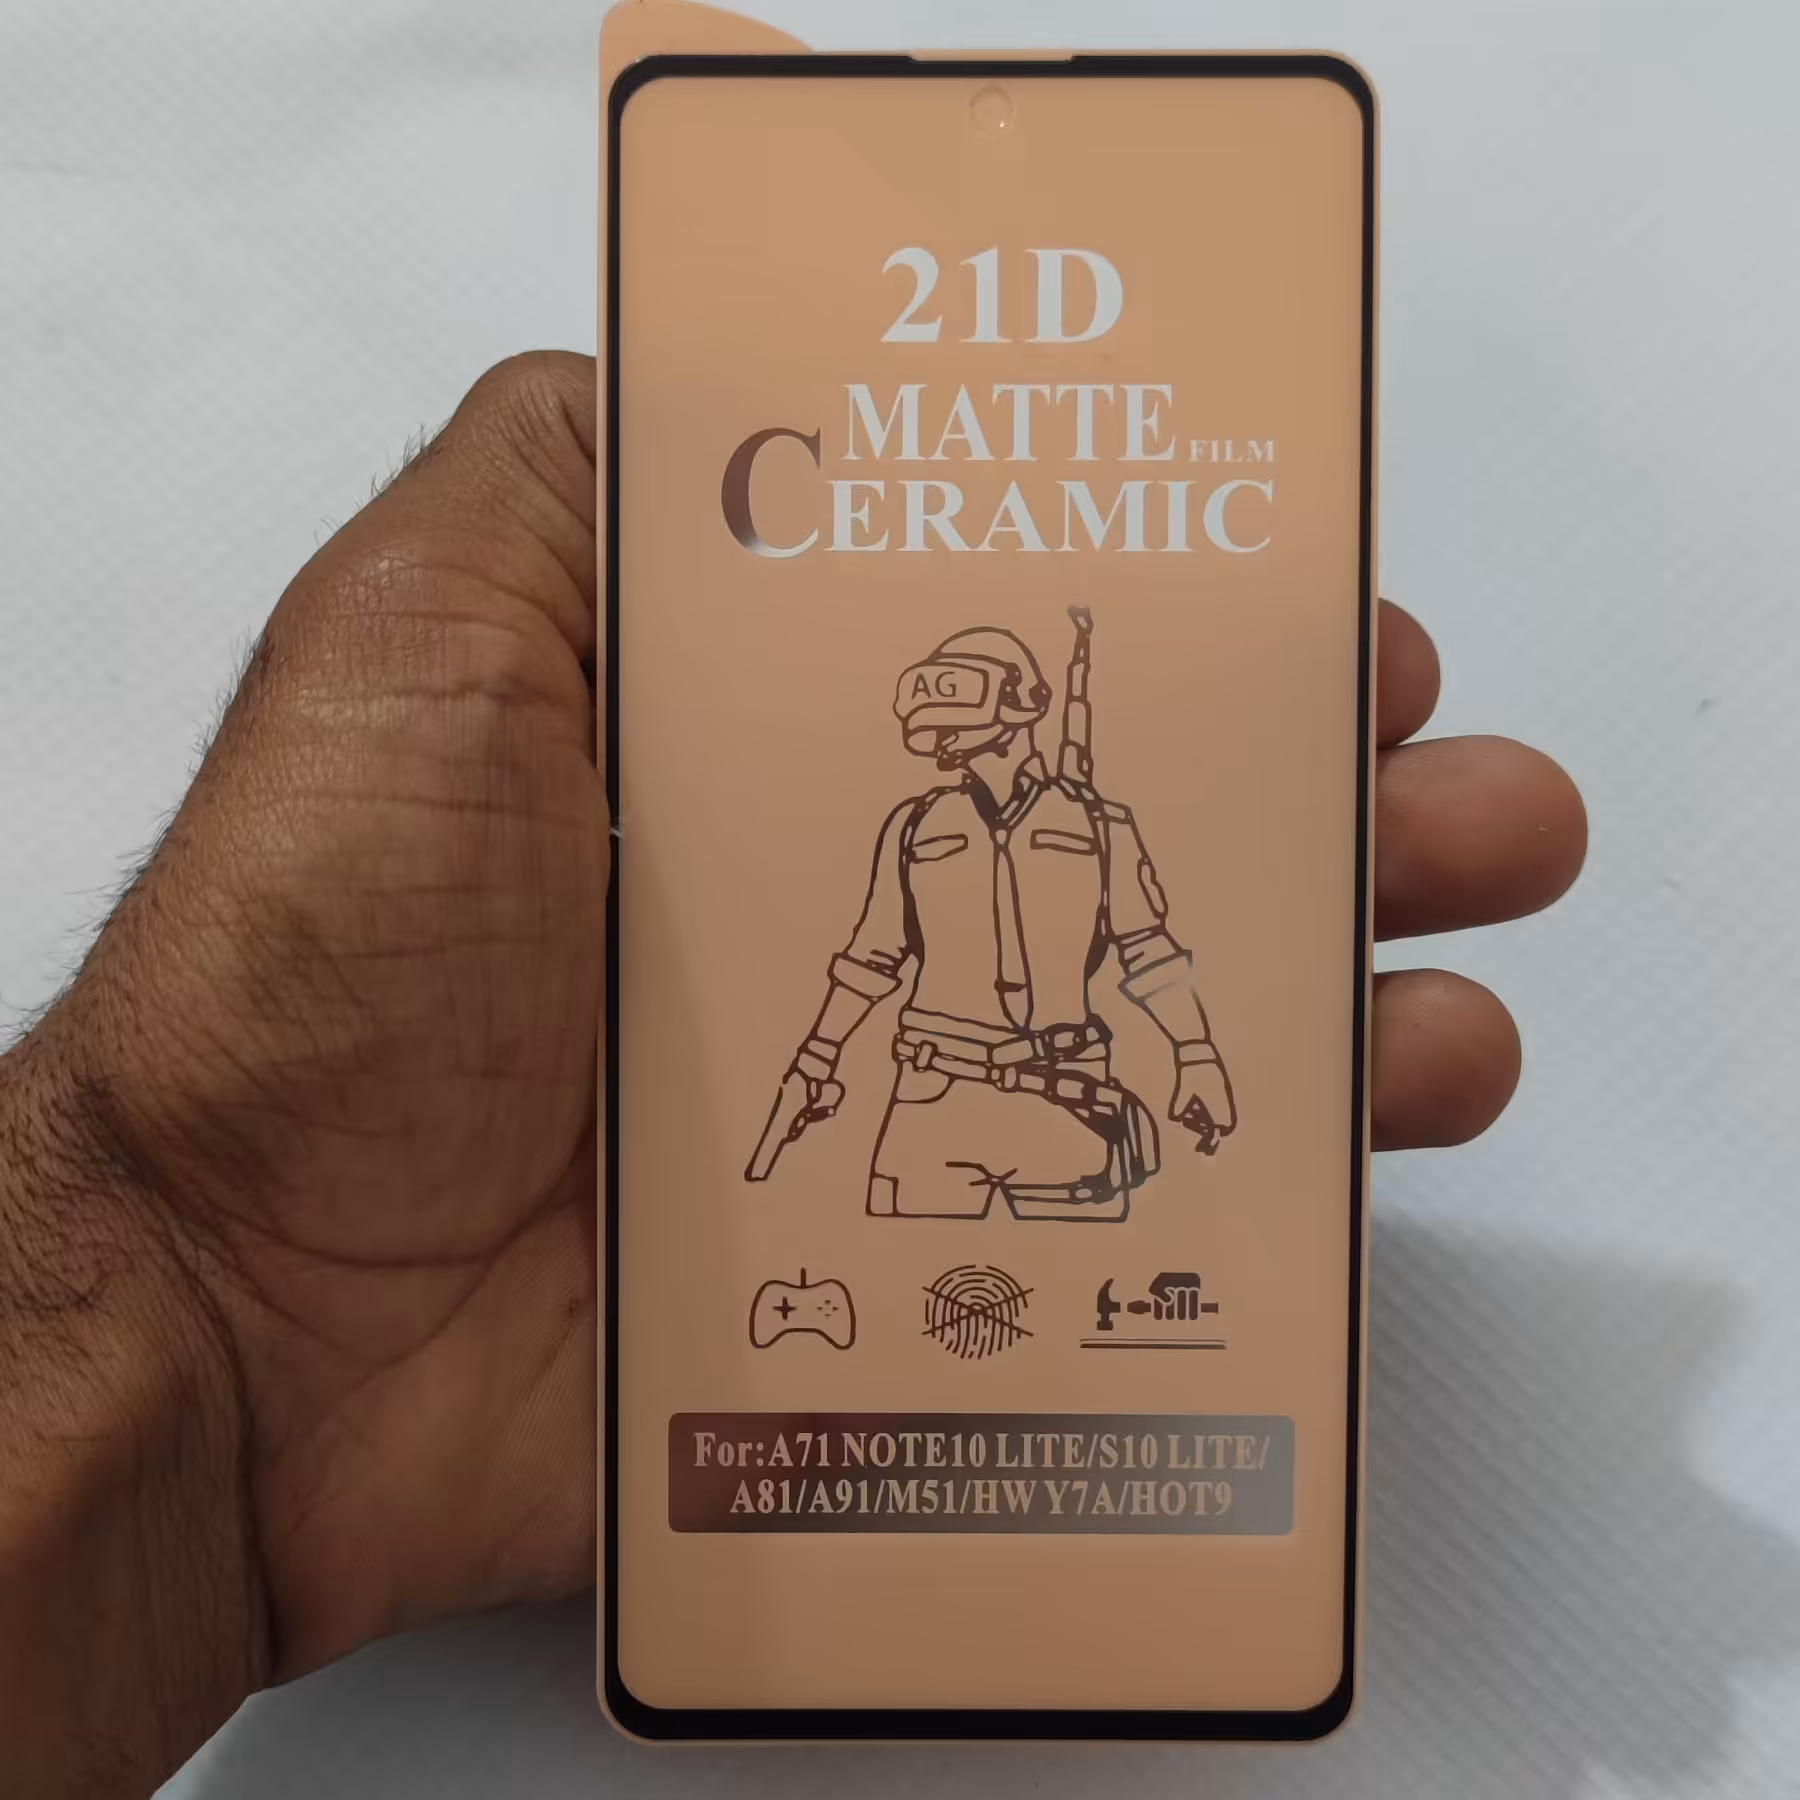 21D
MATTE FILM
CERAMIC
AG
For:A71 NOTE10 LITE/S10 LITE/
A81/A91/M51/HW Y7A/HOT9